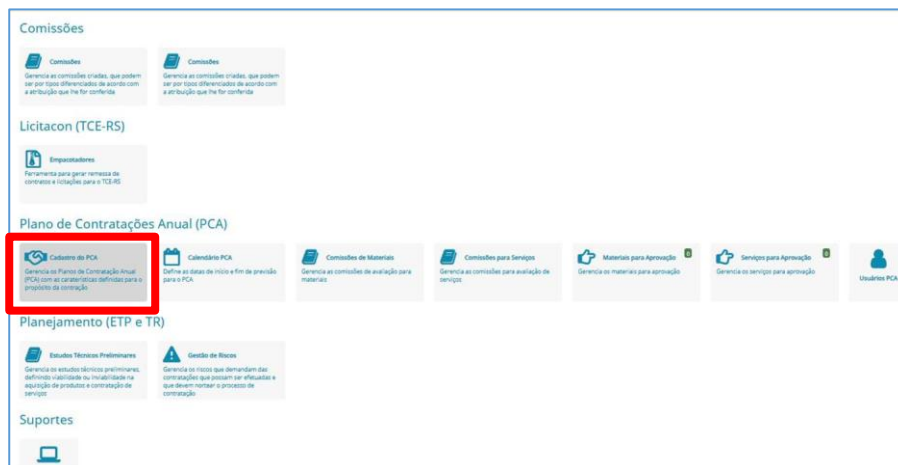 Comissões
Comissões
Gerencia as comissões criadas, que podem
ser por tipos diferenciados de acordo com
a atribuição que lhe for conferida
Comissões
Gerencia as comissões criadas, que podem
ser por tipos diferenciados de acordo com
a atribuição que lhe for conferida
Licitacon (TCE-RS)
Empacotadores
Ferramenta para gerar remessa de
contratos e licitações para o TCE-RS
Plano de Contratações Anual (PCA)
Cadastro do PCA
Gerencia os Planos de Contratação Anual
(PCA) com as caraterísticas definidas para o
propósito da contração
Calendário PCA
Define as datas de início e fim de previsão
para o PCA
Comissões de Materiais
Gerencia as comissões de avaliação para
materiais
Comissões para Serviços
Gerencia as comissões para avaliação de
serviços
Materiais para Aprovação 0
Gerencia os materiais para aprovação
Serviços para Aprovação 0
Gerencia os serviços para aprovação
Usuários PCA
Planejamento (ETP e TR)
Estudos Técnicos Preliminares
Gerencia os estudos técnicos preliminares,
definindo viabilidade ou inviabilidade na
aquisição de produtos e contratação de
serviços
Gestão de Riscos
Gerencia os riscos que demandam das
contratações que possam ser efetuadas e
que devem nortear o processo de
contratação
Suportes